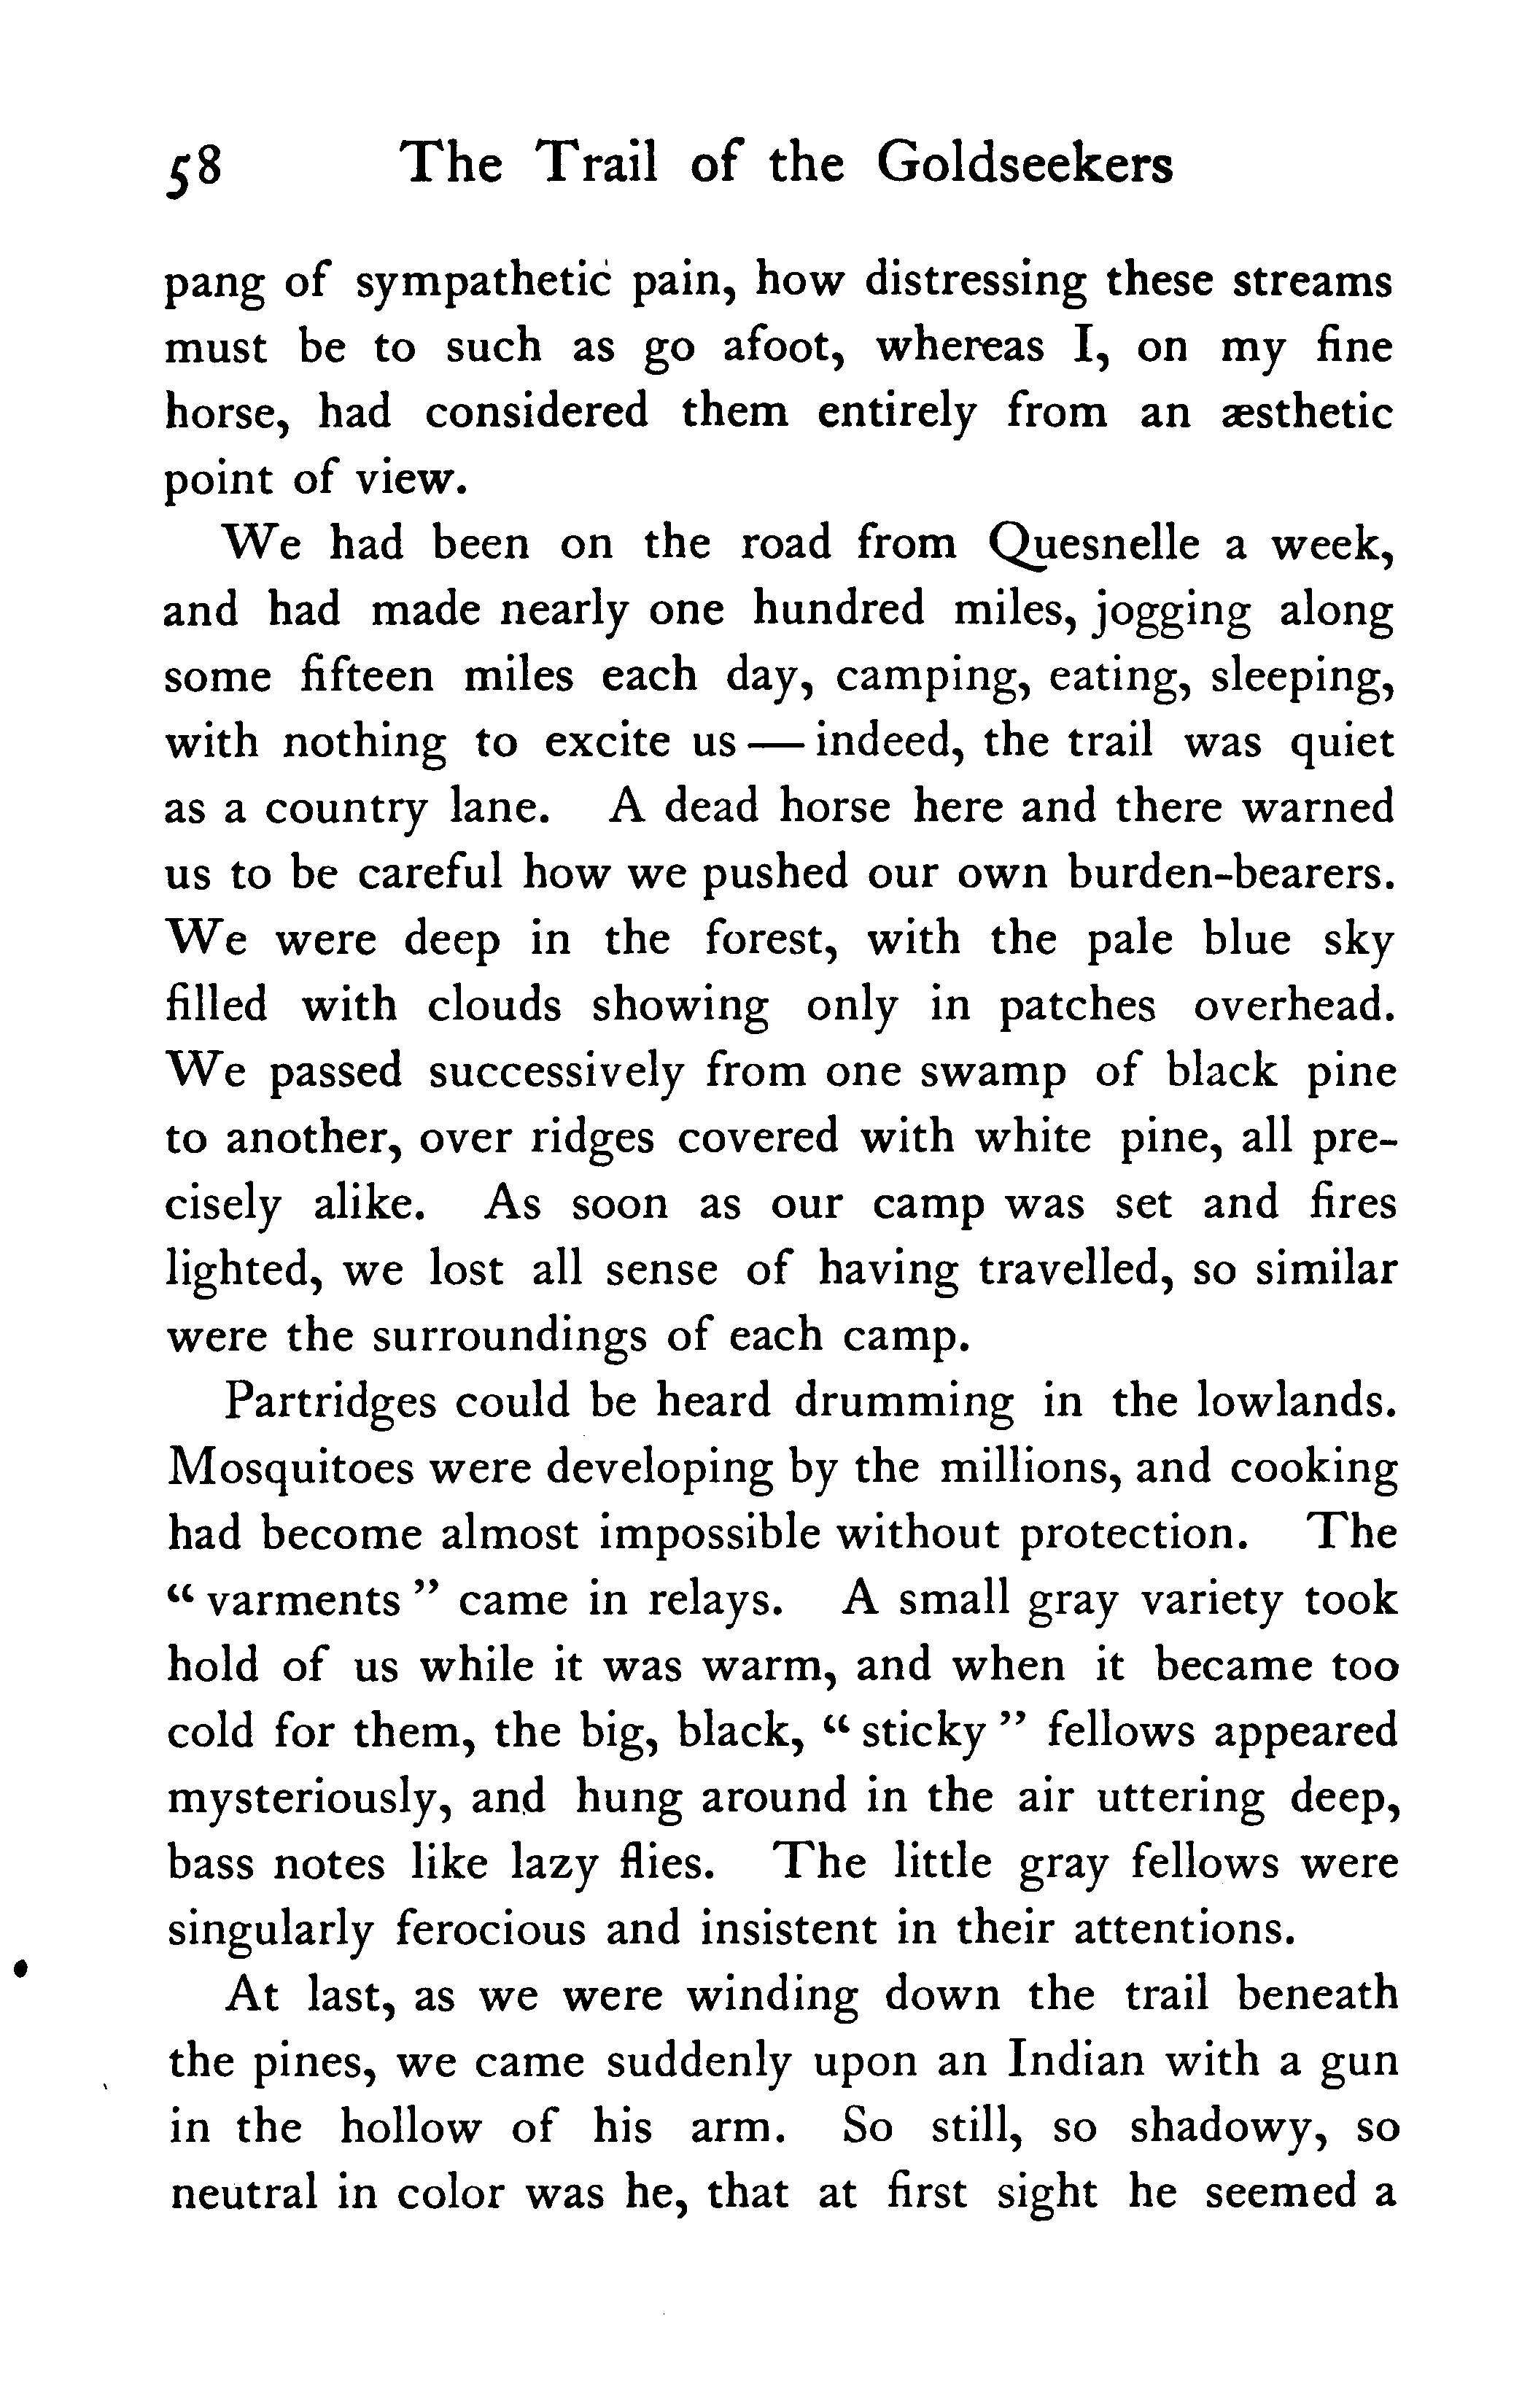 58 The Trail of the Goldseekers
pang of sympathetic pain, how distressing these streams
must be to such as go afoot, whereas I, on my fine
horse, had considered them entirely from an æsthetic
point of view.
We had been on the road from Quesnelle a week,
and had made nearly one hundred miles, jogging along
some fifteen miles each day, camping, eating, sleeping,
with nothing to excite us — indeed, the trail was quiet
as a country lane. A dead horse here and there warned
us to be careful how we pushed our own burden-bearers.
We were deep in the forest, with the pale blue sky
filled with clouds showing only in patches overhead.
We passed successively from one swamp of black pine
to another, over ridges covered with white pine, all pre-
cisely alike. As soon as our camp was set and fires
lighted, we lost all sense of having travelled, so similar
were the surroundings of each camp.
Partridges could be heard drumming in the lowlands.
Mosquitoes were developing by the millions, and cooking
had become almost impossible without protection. The
“ varments ” came in relays. A small gray variety took
hold of us while it was warm, and when it became too
cold for them, the big, black, “ sticky ” fellows appeared
mysteriously, and hung around in the air uttering deep,
bass notes like lazy flies. The little gray fellows were
singularly ferocious and insistent in their attentions.
At last, as we were winding down the trail beneath
the pines, we came suddenly upon an Indian with a gun
in the hollow of his arm. So still, so shadowy, so
neutral in color was he, that at first sight he seemed a